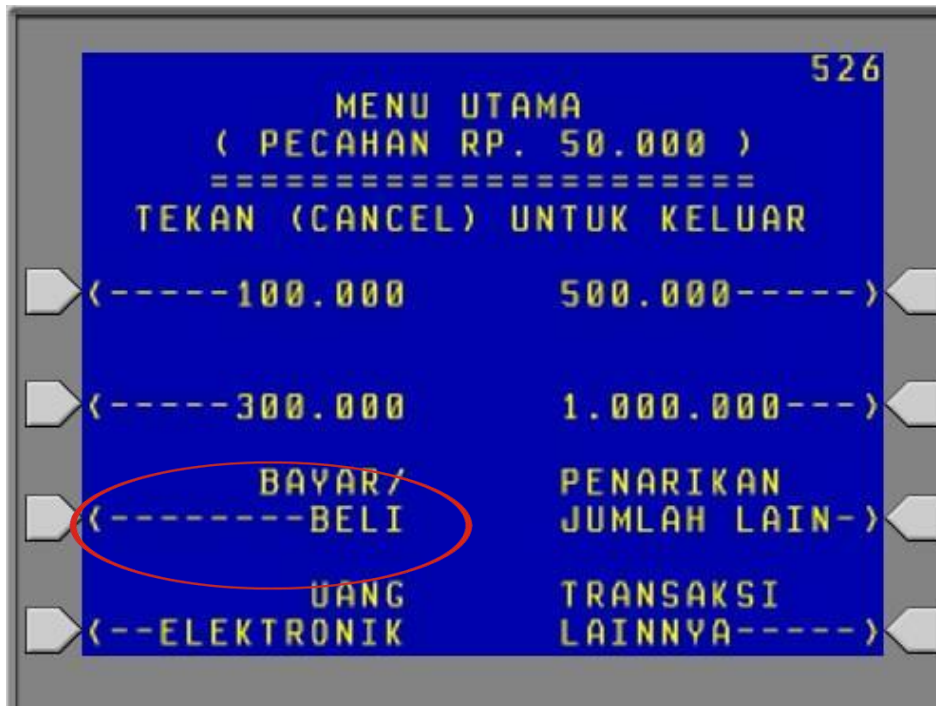 526
MENU UTAMA
( PECAHAN RP. 50.000 )
======================
TEKAN (CANCEL) UNTUK KELUAR
<-----100.000 500.000----->
<-----300.000 1.000.000--->
BAYAR/ PENARIKAN
<--------BELI JUMLAH LAIN->
UANG TRANSAKSI
<--ELEKTRONIK LAINNYA----->